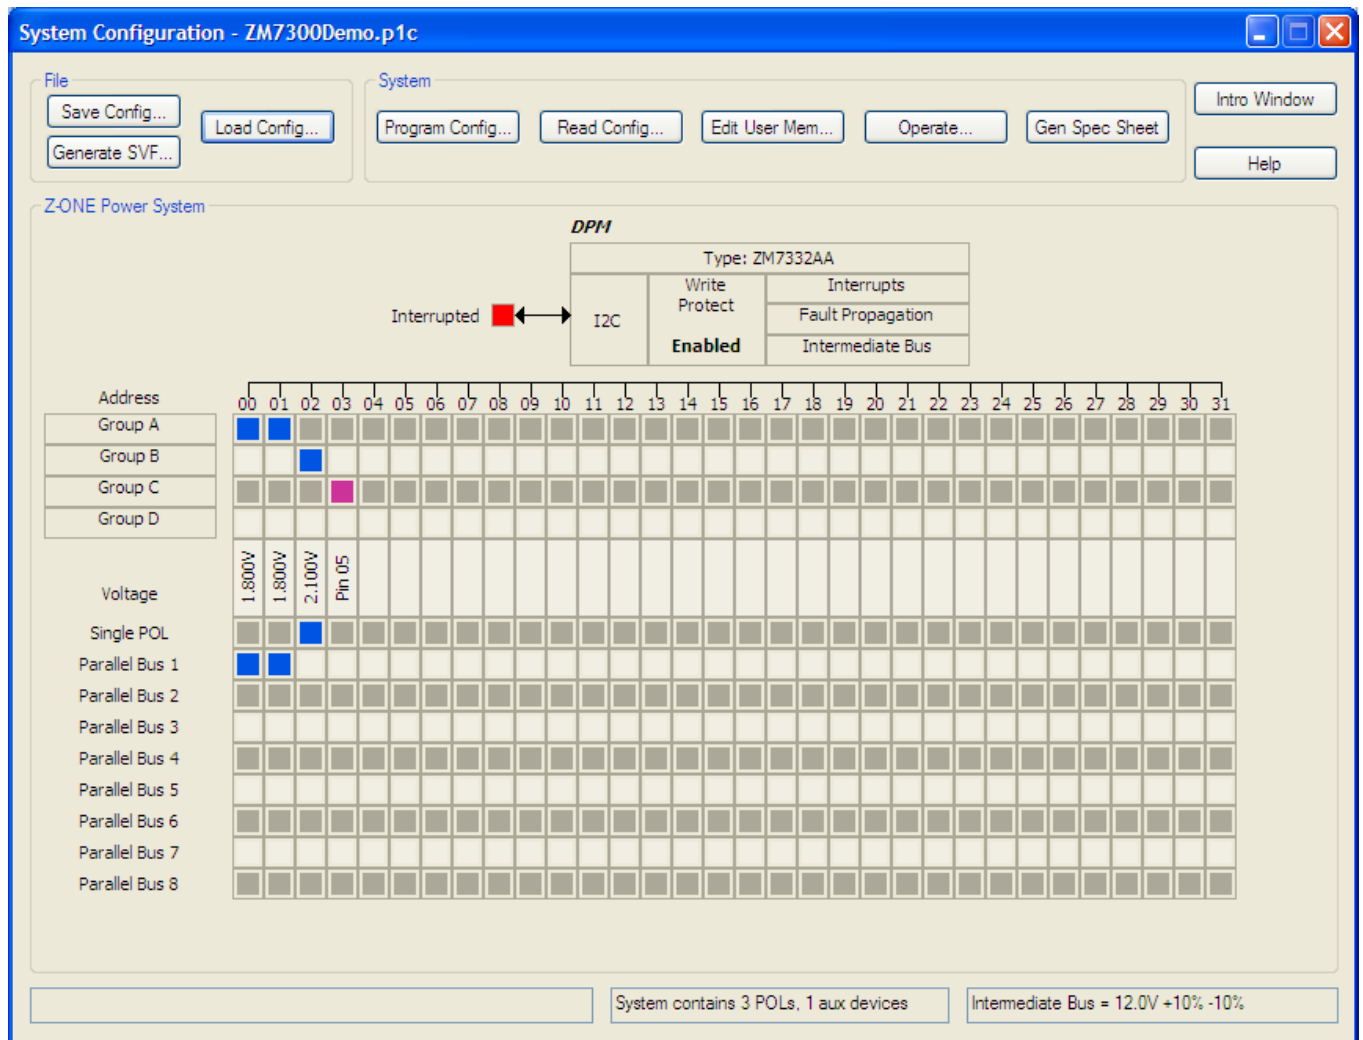 System Configuration - ZM7300Demo.p1c
File
System
Save Config...
Load Config...
Generate SVF...
Program Config...
Read Config...
Edit User Mem...
Operate...
Gen Spec Sheet
Intro Window
Help
Z-ONE Power System
DPM
Type: ZM7332AA
Interrupted
I2C
Write
Protect
Enabled
Interrupts
Fault Propagation
Intermediate Bus
Address 00 01 02 03 04 05 06 07 08 09 10 11 12 13 14 15 16 17 18 19 20 21 22 23 24 25 26 27 28 29 30 31
Group A
Group B
Group C
Group D
Voltage 1.800V 1.800V 2.100V Pin 05
Single POL
Parallel Bus 1
Parallel Bus 2
Parallel Bus 3
Parallel Bus 4
Parallel Bus 5
Parallel Bus 6
Parallel Bus 7
Parallel Bus 8
System contains 3 POLs, 1 aux devices
Intermediate Bus = 12.0V +10% -10%